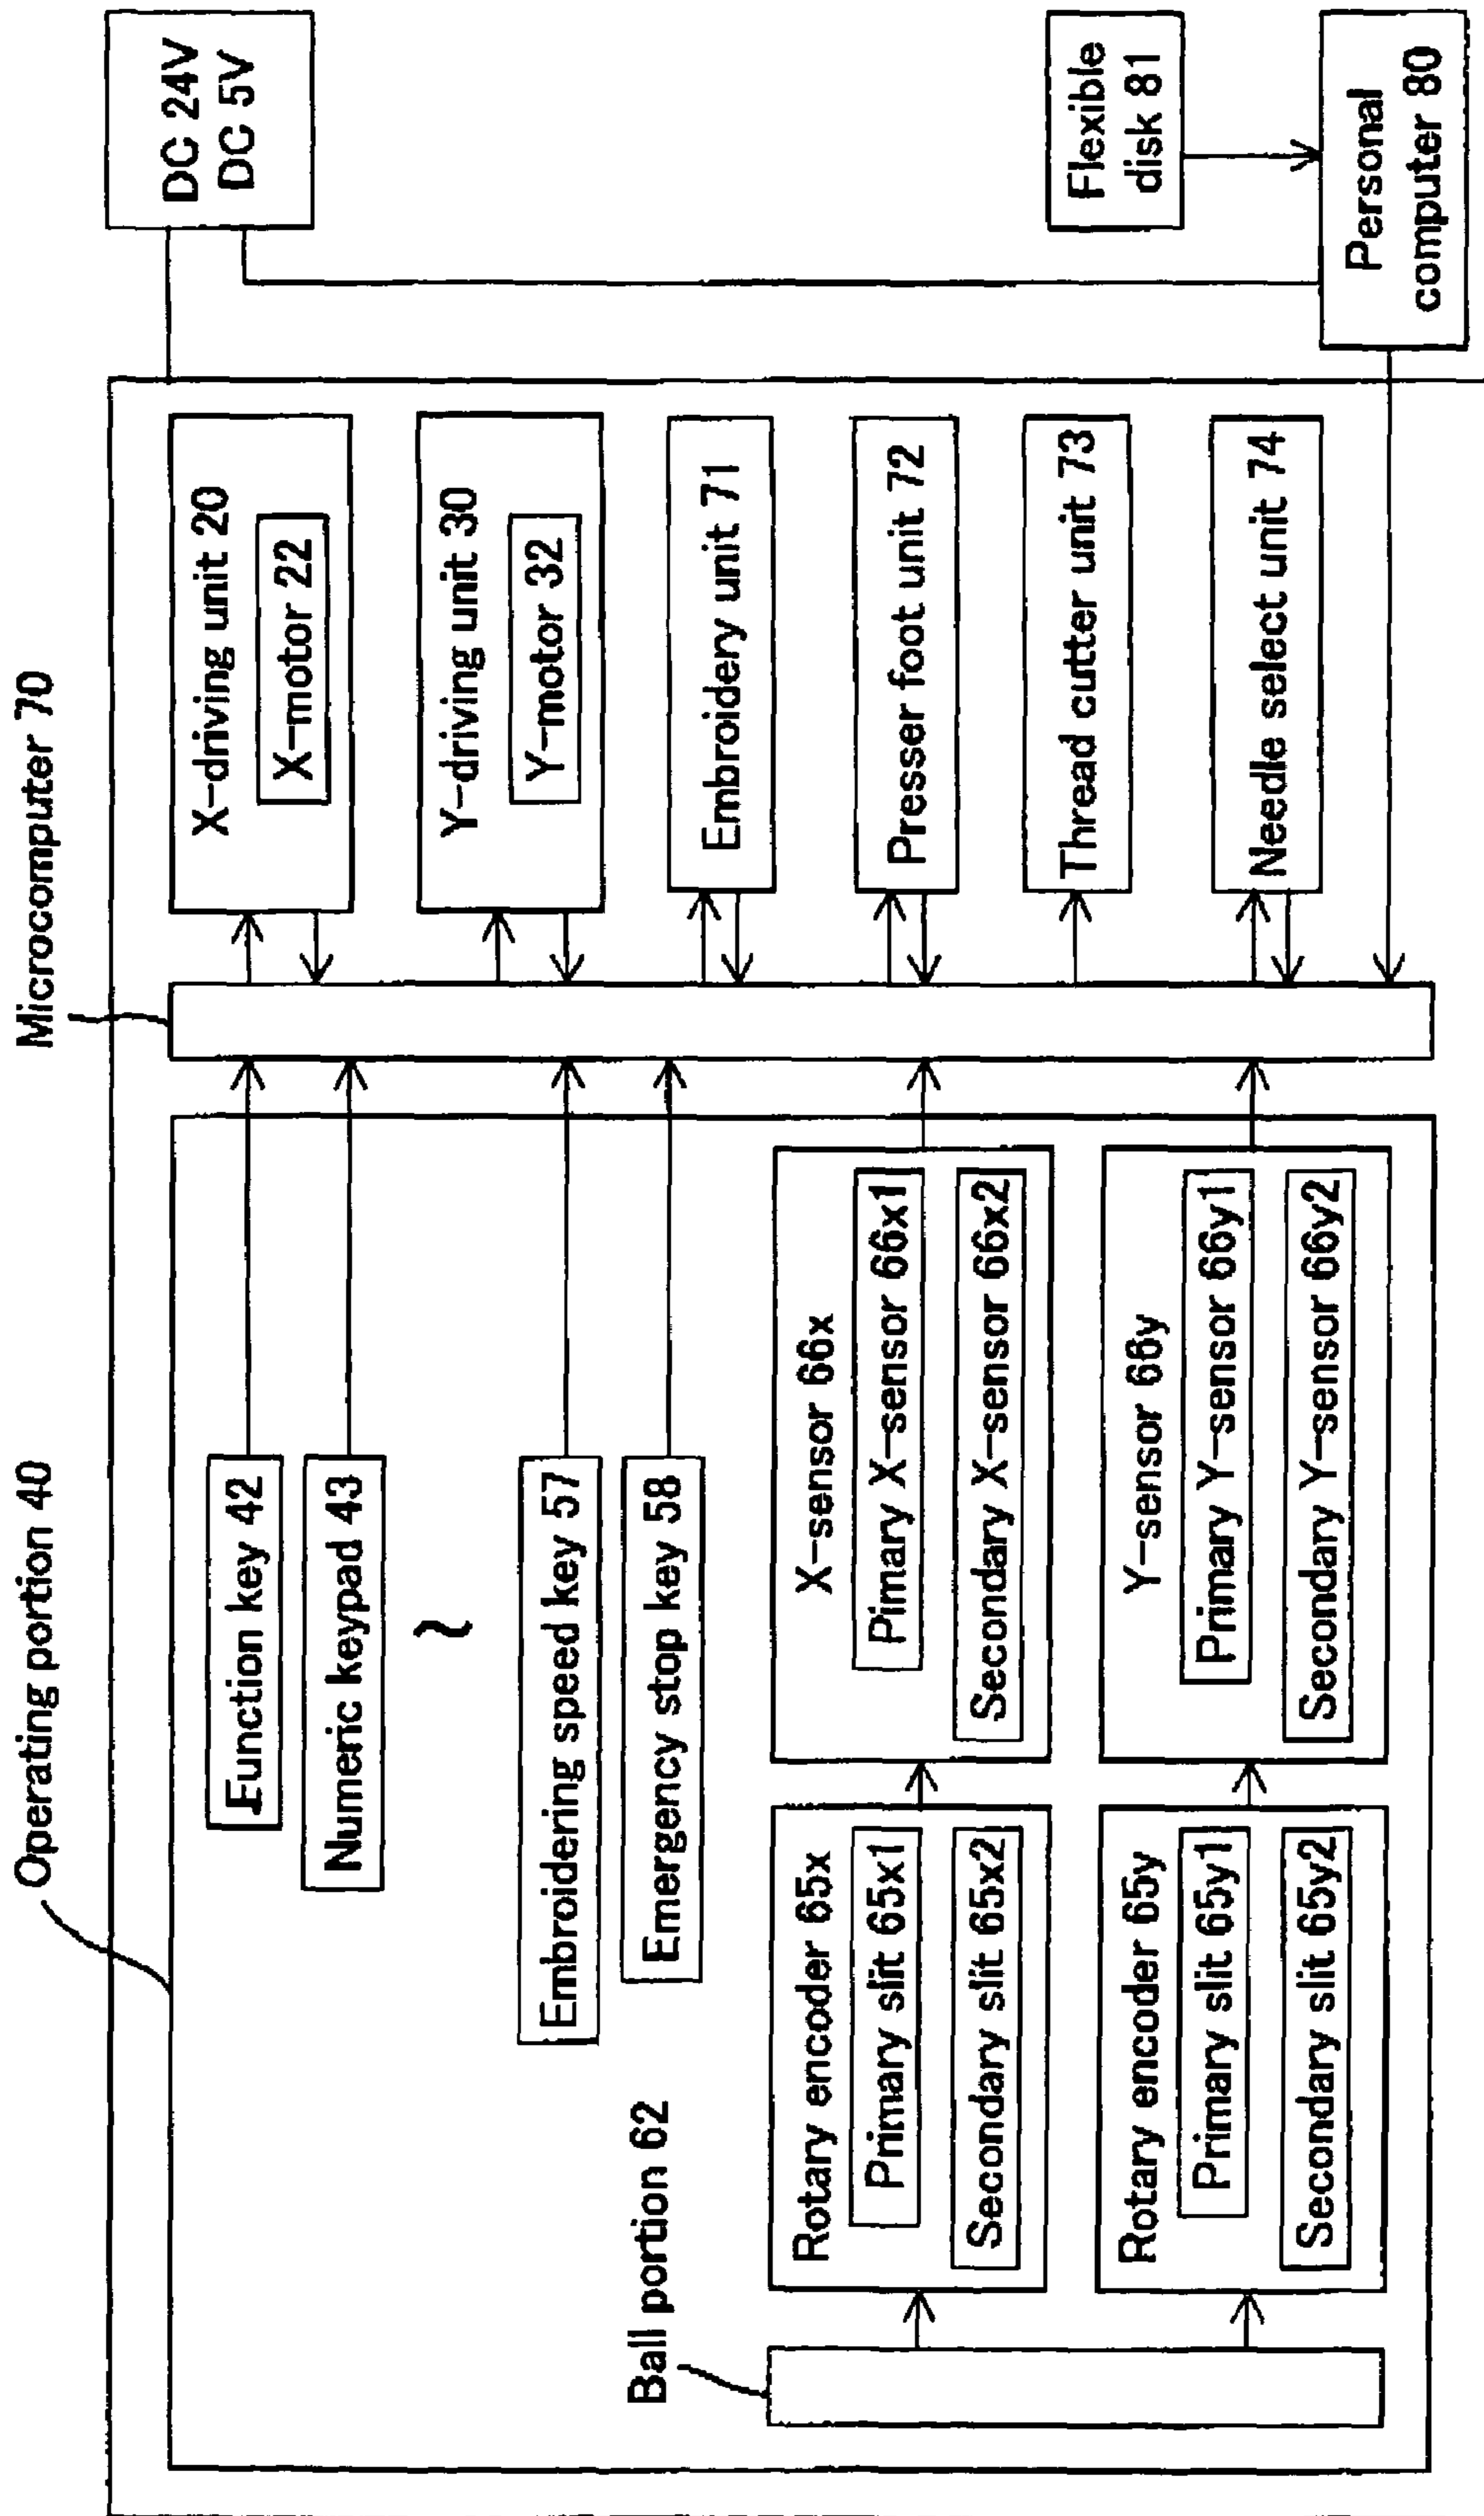 Operating portion 40
Microcomputer 70
Function key 42
Numeric keypad 43
~
Embroidering speed key 57
Emergency stop key 58
Ball portion 62
Rotary encoder 65x
Primary slit 65x1
Secondary slit 65x2
Rotary encoder 65y
Primary slit 65y1
Secondary slit 65y2
X-sensor 66x
Pimary X-sensor 66x1
Secondary X-sensor 66x2
Y-sensor 66y
Primary Y-sensor 66y1
Secondary Y-sensor 66y2
X-driving unit 20
X-motor 22
Y-driving unit 30
Y-motor 32
Embroidery unit 71
Presser foot unit 72
Thread cutter unit 73
Needle select unit 74
DC 24V
DC 5V
Flexible
disk 81
Personal
computer 80